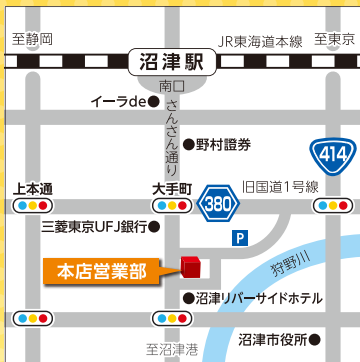 至静岡
JR東海道本線
至東京
沼津駅
南口
イーラde
さんさん通り
野村證券
414
上本通
大手町
380
旧国道1号線
三菱東京UFJ銀行
P
狩野川
本店営業部
沼津リバーサイドホテル
沼津市役所
至沼津港